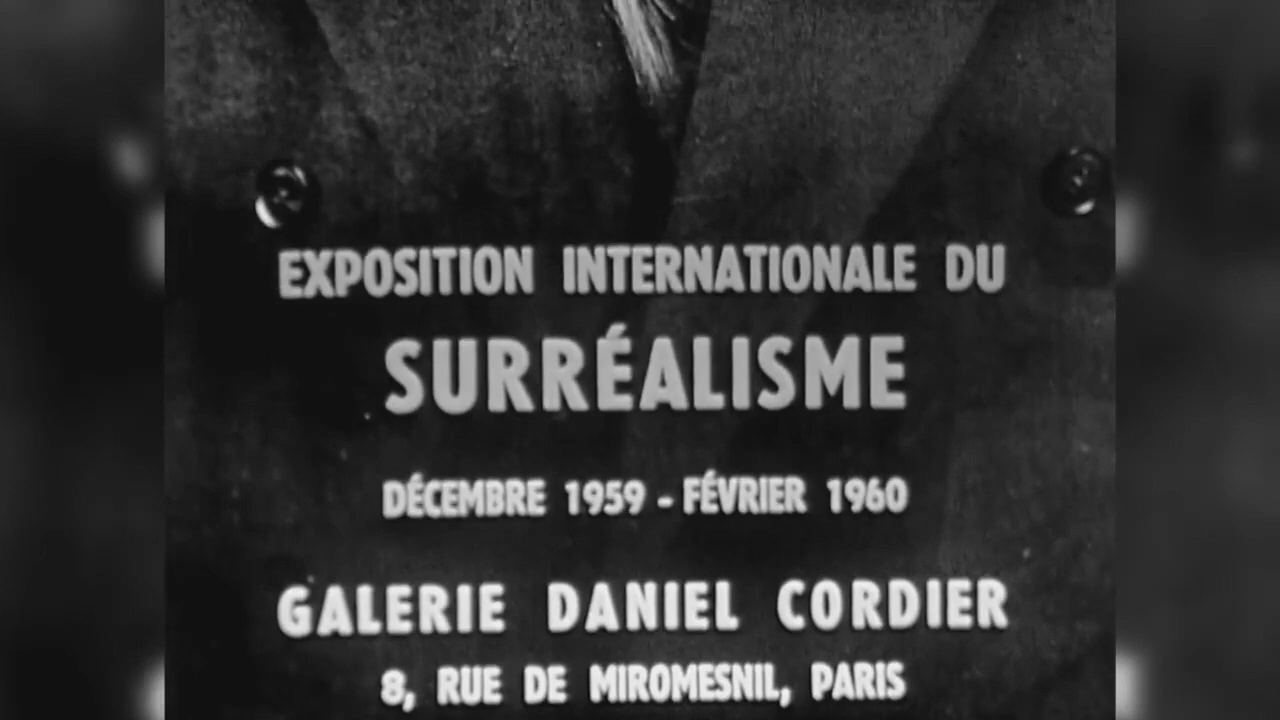 EXPOSITION INTERNATIONALE DU
SURRÉALISME
DÉCEMBRE 1959 - FÉVRIER 1960
GALERIE DANIEL CORDIER
8, RUE DE MIROMESNIL, PARIS